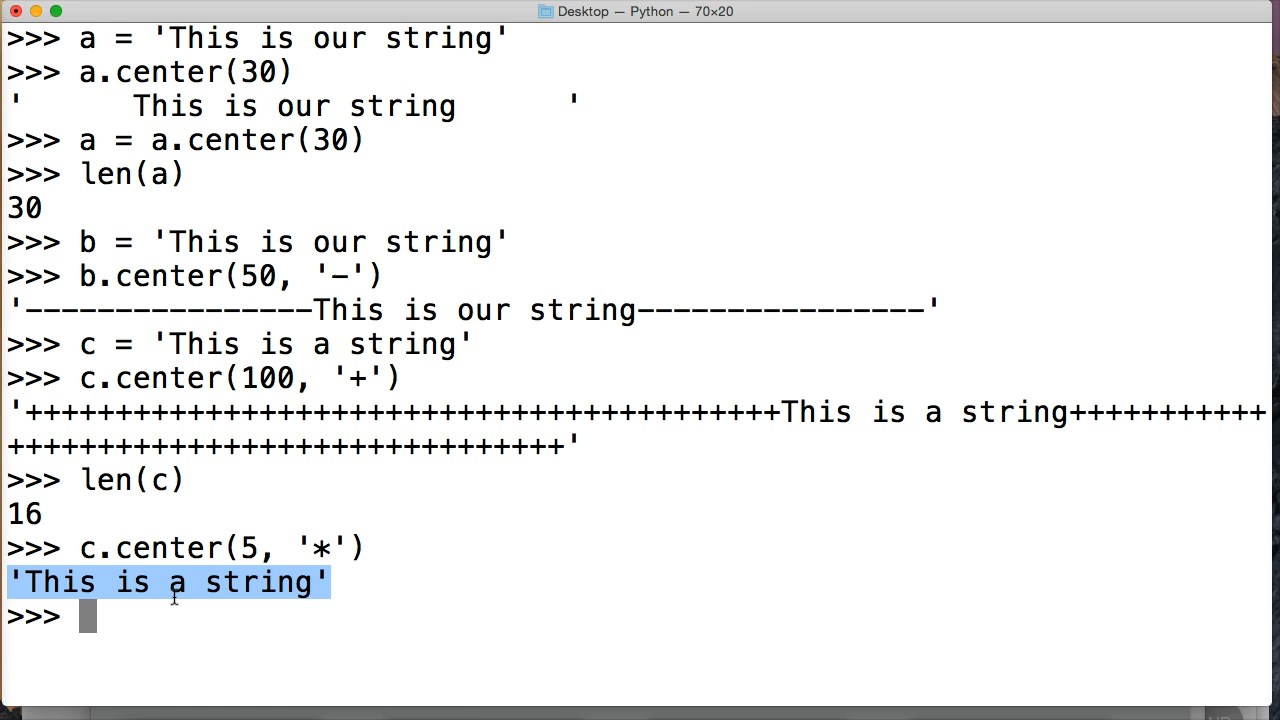 Desktop — Python — 70×20
>>> a = 'This is our string'
>>> a.center(30)
'      This is our string      '
>>> a = a.center(30)
>>> len(a)
30
>>> b = 'This is our string'
>>> b.center(50, '-')
'----------------This is our string----------------'
>>> c = 'This is a string'
>>> c.center(100, '+')
'++++++++++++++++++++++++++++++++++++++++++This is a string+++++++++++
+++++++++++++++++++++++++++++++'
>>> len(c)
16
>>> c.center(5, '*')
'This is a string'
>>>